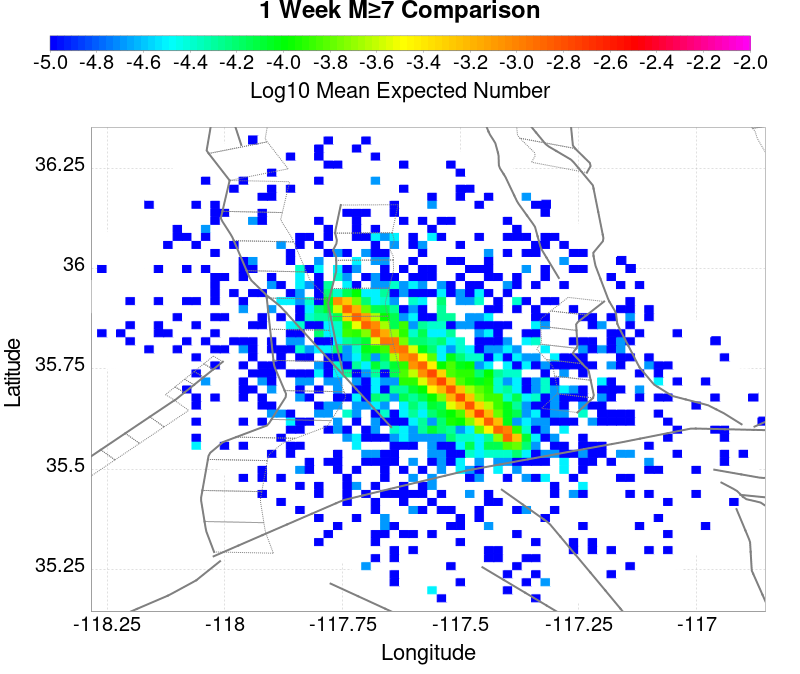 1 Week M≥7 Comparison
-5.0 -4.8 -4.6 -4.4 -4.2 -4.0 -3.8 -3.6 -3.4 -3.2 -3.0 -2.8 -2.6 -2.4 -2.2 -2.0
Log10 Mean Expected Number
36.25
36
35.75
35.5
35.25
Latitude
-118.25 -118 -117.75 -117.5 -117.25 -117
Longitude